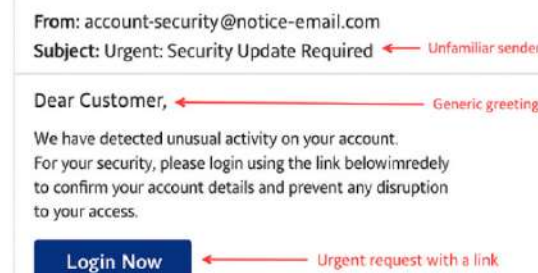 From: account-security@notice-email.com
Subject: Urgent: Security Update Required Unfamiliar sender
Dear Customer, Generic greeting
We have detected unusual activity on your account.
For your security, please login using the link belowimredely
to confirm your account details and prevent any disruption
to your access.
Login Now Urgent request with a link